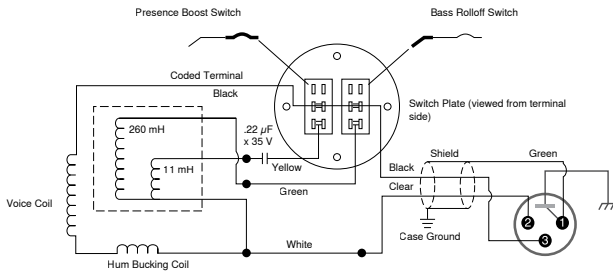 Presence Boost Switch
Bass Rolloff Switch
Coded Terminal
Black
Switch Plate (viewed from terminal
side)
260 mH
.22 µF
x 35 V
11 mH
Yellow
Green
Black
Shield
Green
Clear
Voice Coil
2
1
3
Case Ground
White
Hum Bucking Coil